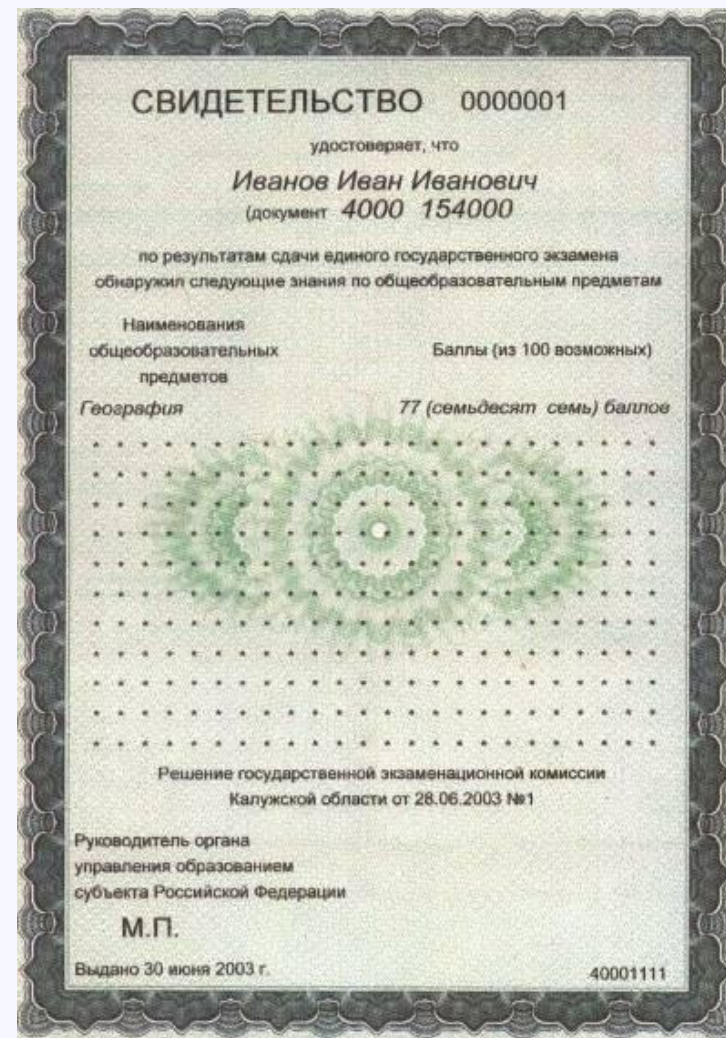 СВИДЕТЕЛЬСТВО 0000001
удостоверяет, что
Иванов Иван Иванович
(документ 4000 154000
по результатам сдачи единого государственного экзамена
обнаружил следующие знания по общеобразовательным предметам
Наименования
общеобразовательных
предметов
Баллы (из 100 возможных)
География 77 (семьдесят семь) баллов
Решение государственной экзаменационной комиссии
Калужской области от 28.06.2003 №1
Руководитель органа
управления образованием
субъекта Российской Федерации
М.П.
Выдано 30 июня 2003 г. 40001111